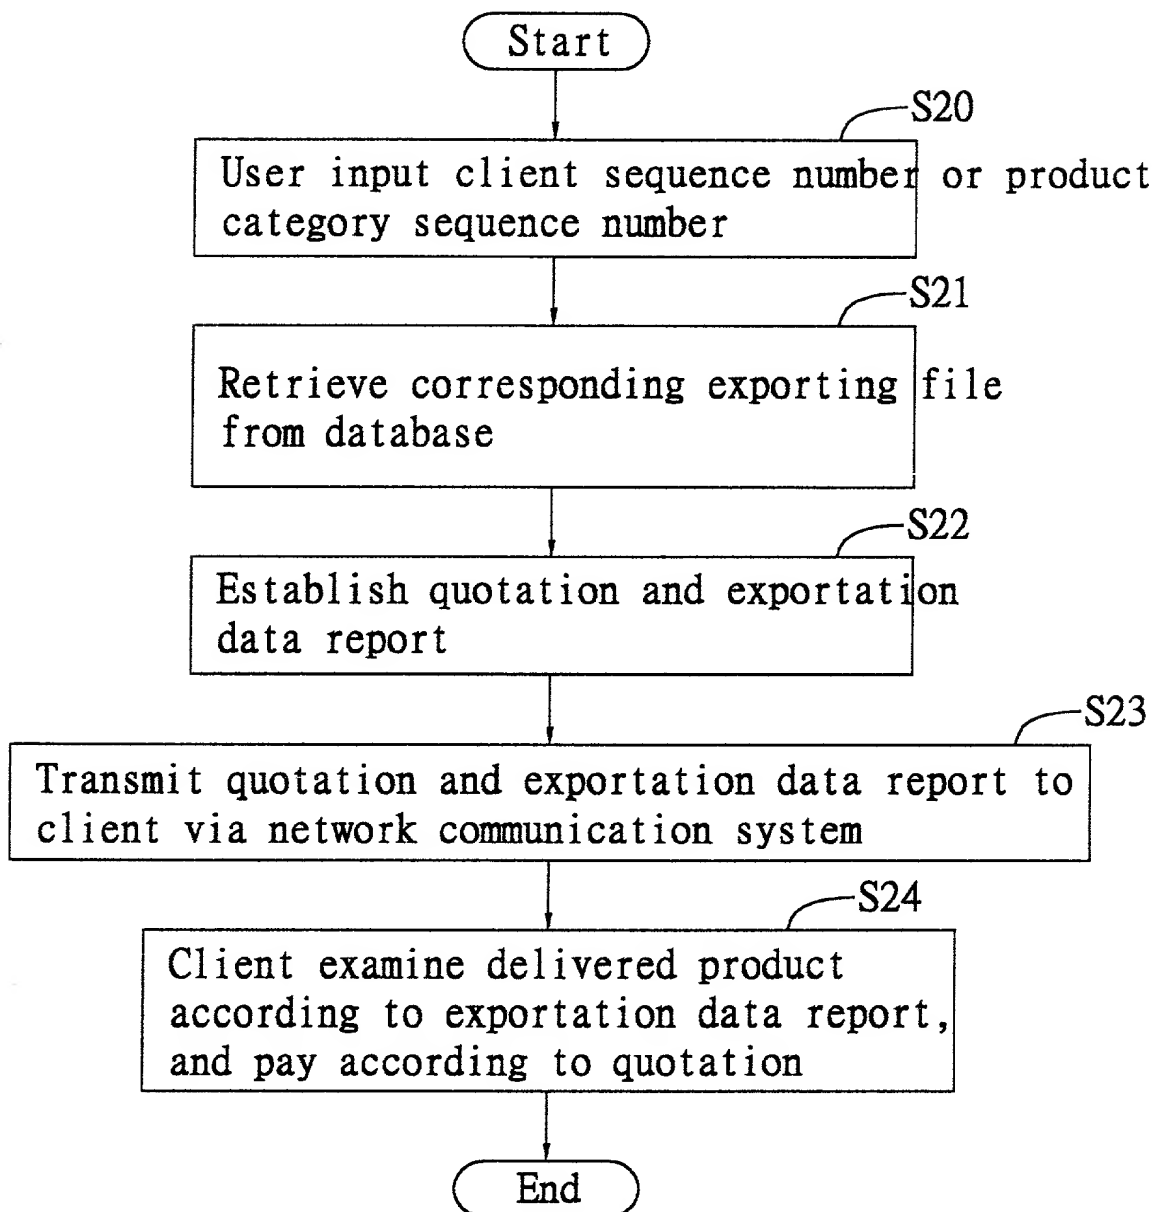 Start
S20
User input client sequence number or product
category sequence number
S21
Retrieve corresponding exporting file
from database
S22
Establish quotation and exportation
data report
S23
Transmit quotation and exportation data report to
client via network communication system
S24
Client examine delivered product
according to exportation data report,
and pay according to quotation
End